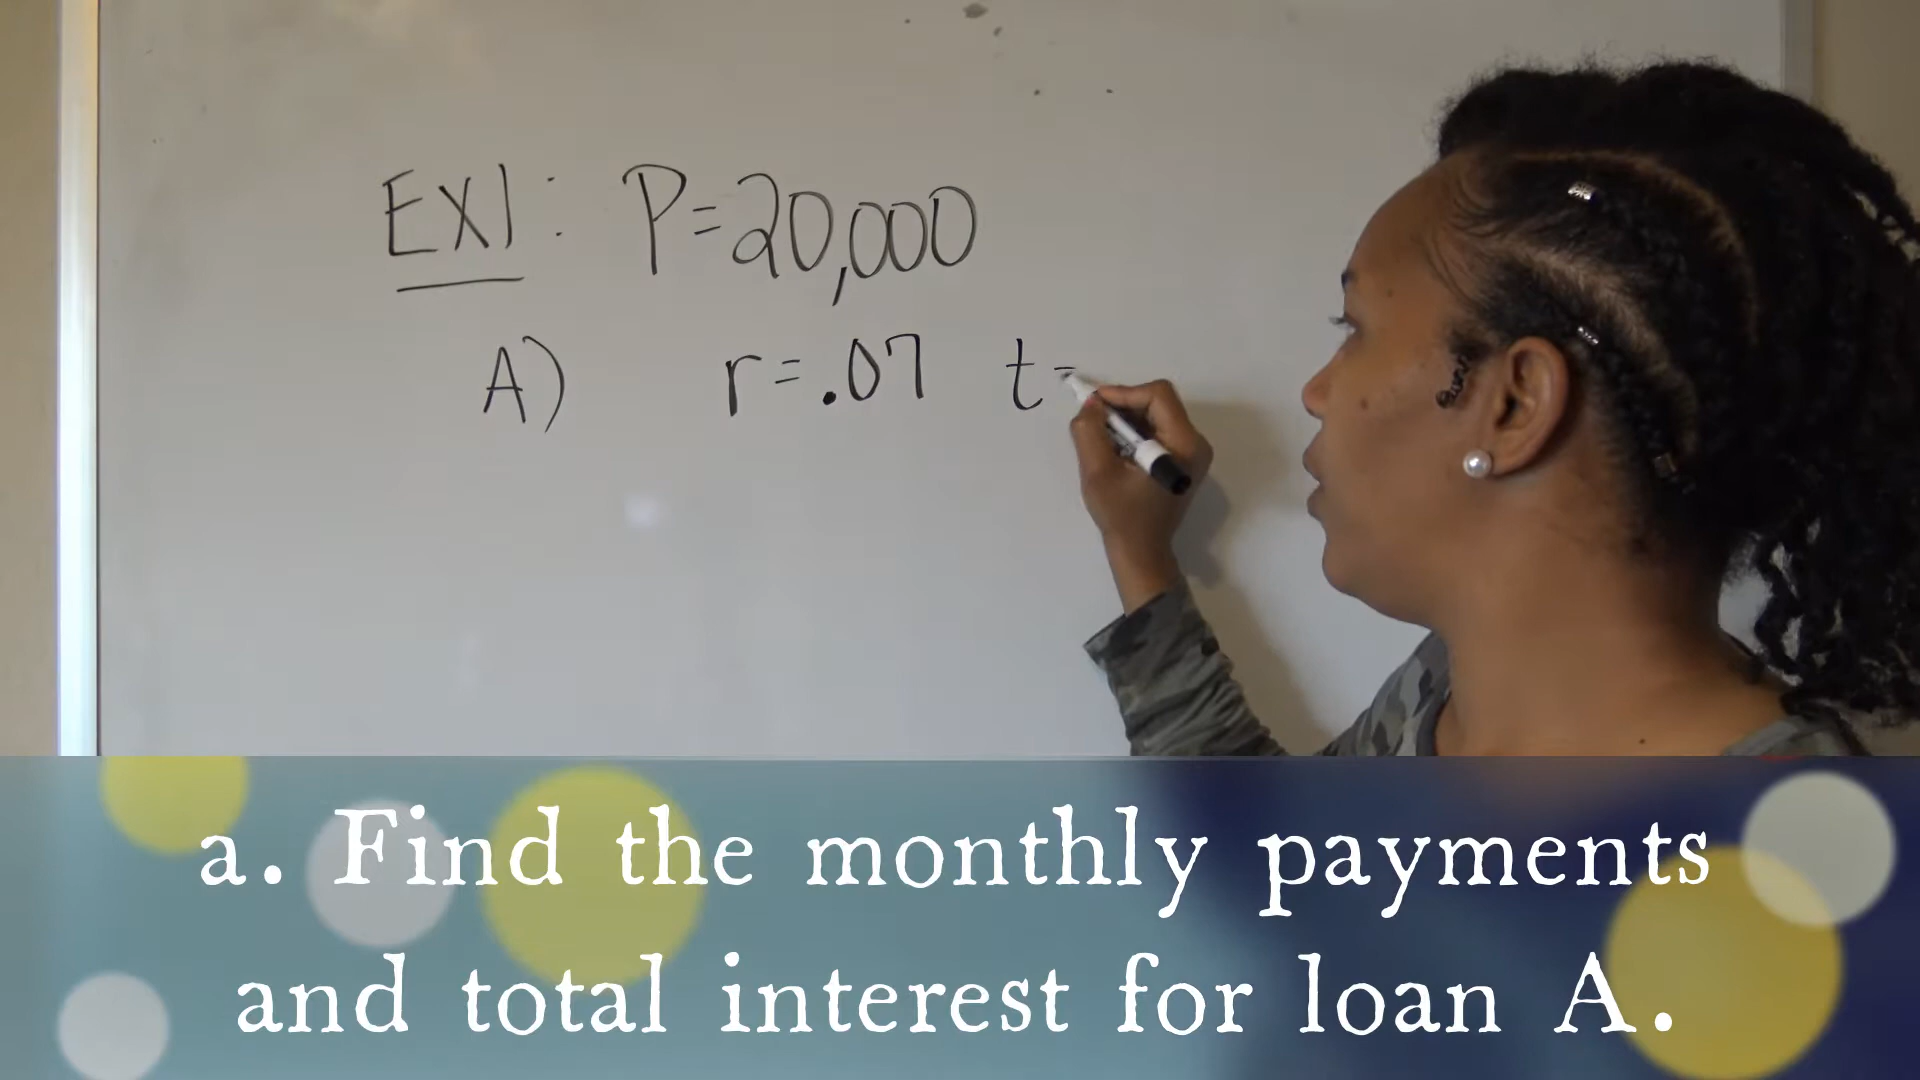 EX1: P=20,000
A) r=.07 t=
a. Find the monthly payments
and total interest for loan A.